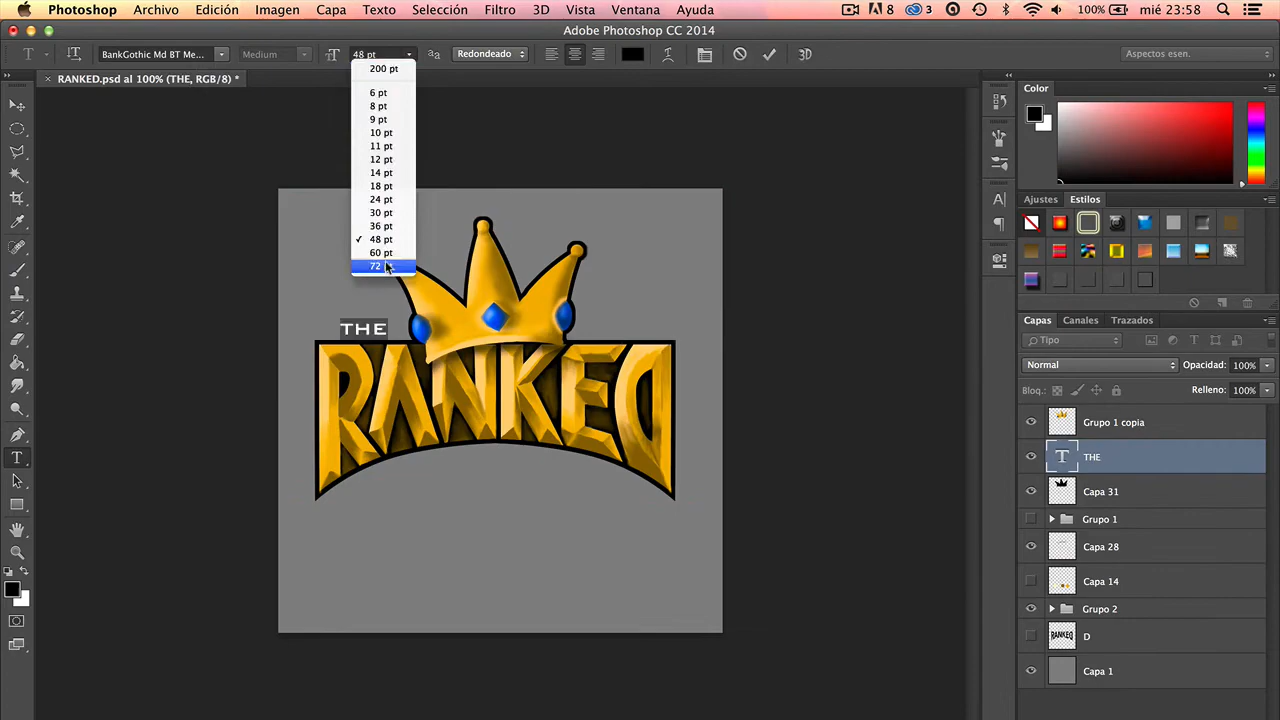 Photoshop Archivo Edición Imagen Capa Texto Selección Filtro 3D Vista Ventana Ayuda 8 3 100% mié 23:58
Adobe Photoshop CC 2014
T BankGothic Md BT Me... Medium 48 pt Redondeado 3D Aspectos esen.
RANKED.psd al 100% (THE, RGB/8) *
200 pt
6 pt
8 pt
9 pt
10 pt
11 pt
12 pt
14 pt
18 pt
24 pt
30 pt
36 pt
✓ 48 pt
60 pt
72
THE
RANKED
Color
Ajustes Estilos
Capas Canales Trazados
Tipo
Normal Opacidad: 100%
Bloq.: Relleno: 100%
Grupo 1 copia
T THE
Capa 31
Grupo 1
Capa 28
Capa 14
Grupo 2
RANKED D
Capa 1